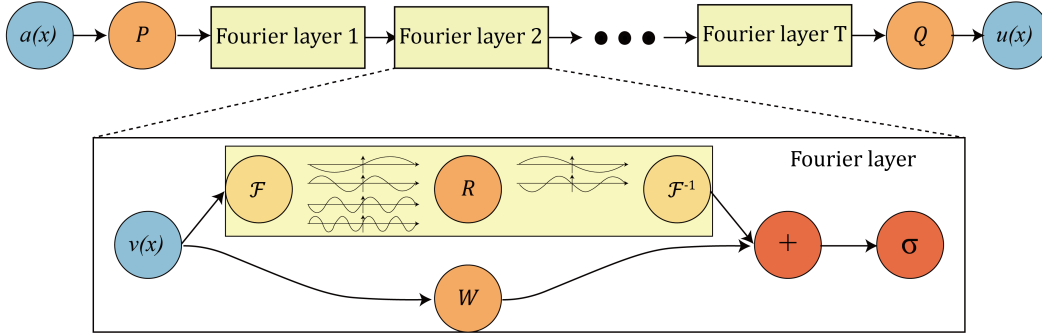 a(x) P Fourier layer 1 Fourier layer 2 Fourier layer T Q u(x)
Fourier layer
ℱ R ℱ⁻¹
v(x) + σ
W